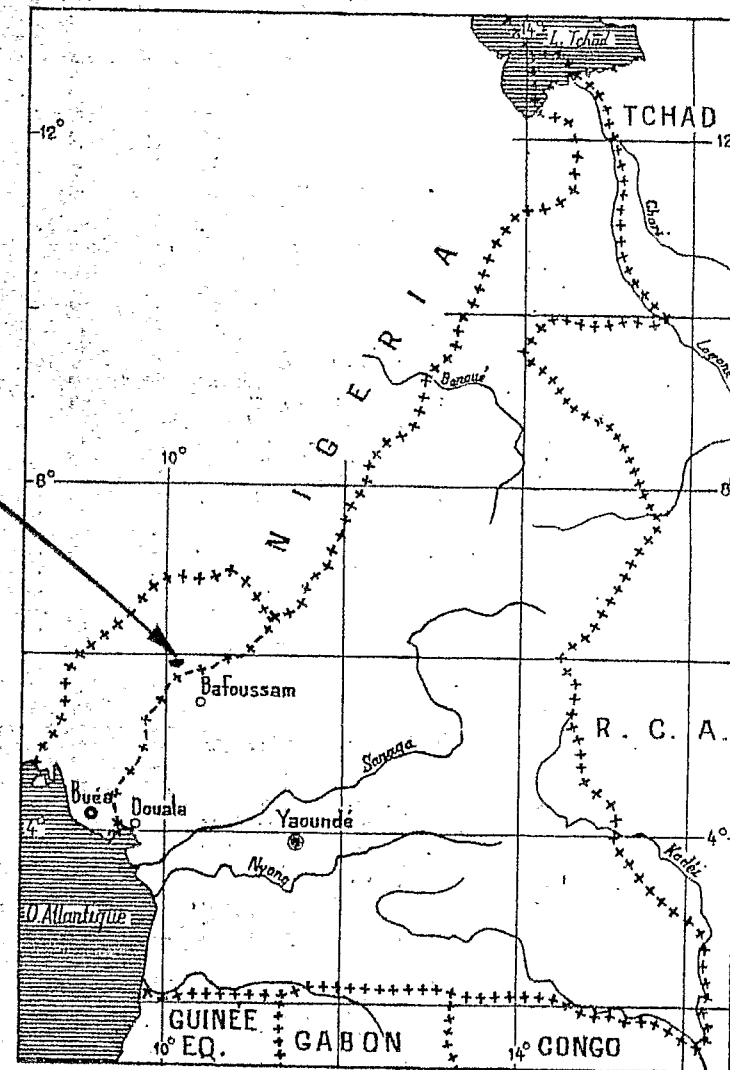 14°
L. Tchad
TCHAD
12°
12
Chari
NIGERIA
Logone
Benoué
10°
8°
8
Bafoussam
R. C. A.
Sanaga
Buéa
Douala
Yaoundé
4°
4°
Kadéi
Nyong
O. Atlantique
GUINÉE
EQ.
GABON
CONGO
10°
14°